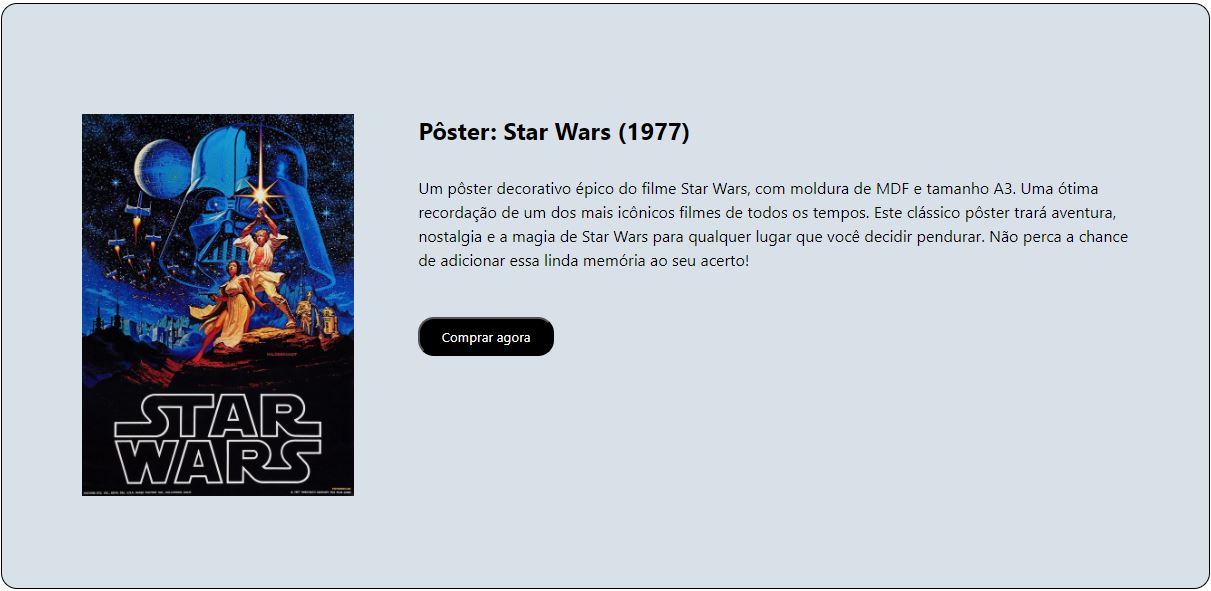 Pôster: Star Wars (1977)
Um pôster decorativo épico do filme Star Wars, com moldura de MDF e tamanho A3. Uma ótima
recordação de um dos mais icônicos filmes de todos os tempos. Este clássico pôster trará aventura,
nostalgia e a magia de Star Wars para qualquer lugar que você decidir pendurar. Não perca a chance
de adicionar essa linda memória ao seu acerto!
Comprar agora
HILDEBRANDT
STAR
WARS